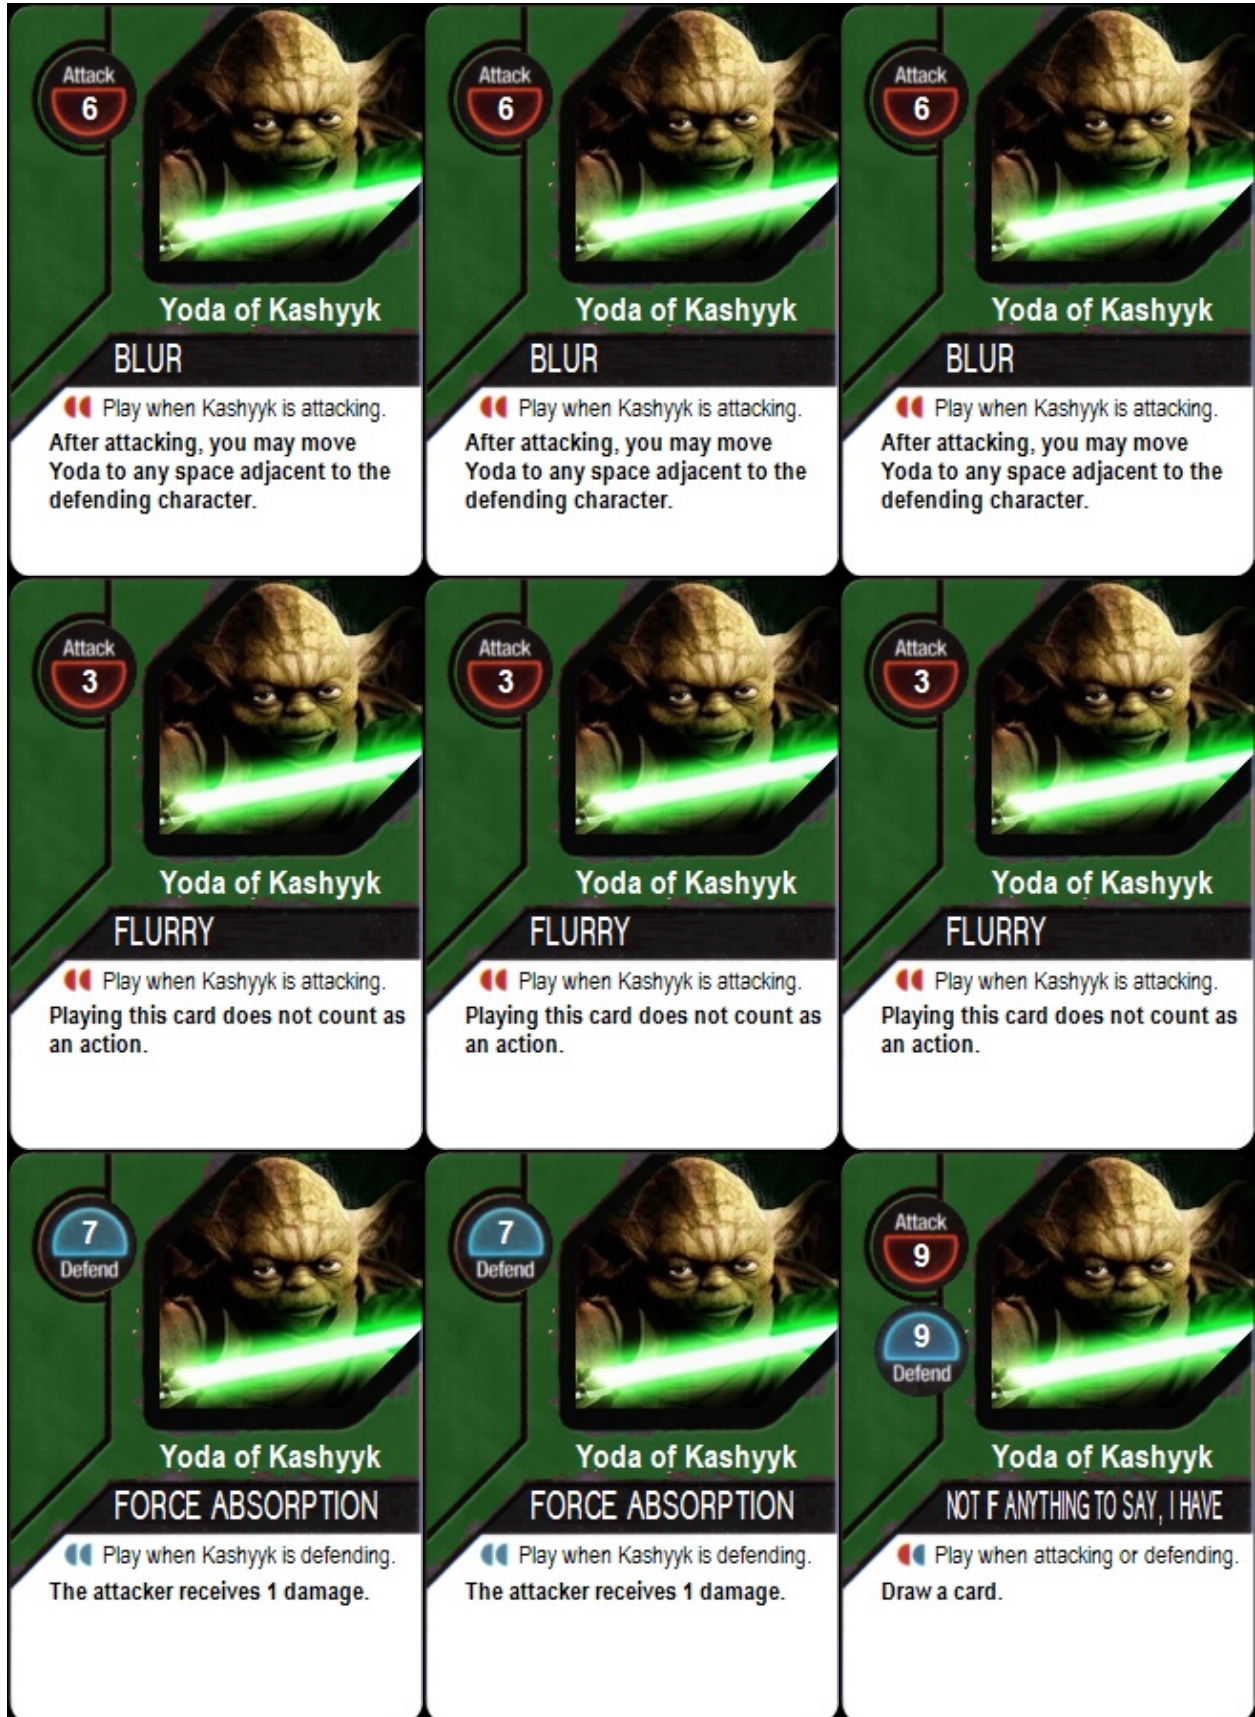 Attack
6
Yoda of Kashyyk
BLUR
Play when Kashyyk is attacking.
After attacking, you may move
Yoda to any space adjacent to the
defending character.
Attack
6
Yoda of Kashyyk
BLUR
Play when Kashyyk is attacking.
After attacking, you may move
Yoda to any space adjacent to the
defending character.
Attack
6
Yoda of Kashyyk
BLUR
Play when Kashyyk is attacking.
After attacking, you may move
Yoda to any space adjacent to the
defending character.
Attack
3
Yoda of Kashyyk
FLURRY
Play when Kashyyk is attacking.
Playing this card does not count as
an action.
Attack
3
Yoda of Kashyyk
FLURRY
Play when Kashyyk is attacking.
Playing this card does not count as
an action.
Attack
3
Yoda of Kashyyk
FLURRY
Play when Kashyyk is attacking.
Playing this card does not count as
an action.
7
Defend
Yoda of Kashyyk
FORCE ABSORPTION
Play when Kashyyk is defending.
The attacker receives 1 damage.
7
Defend
Yoda of Kashyyk
FORCE ABSORPTION
Play when Kashyyk is defending.
The attacker receives 1 damage.
Attack
9
9
Defend
Yoda of Kashyyk
NOT IF ANYTHING TO SAY, I HAVE
Play when attacking or defending.
Draw a card.